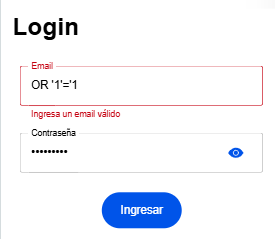 Login
Email
OR '1'='1
Ingresa un email válido
Contraseña
•••••••••
Ingresar